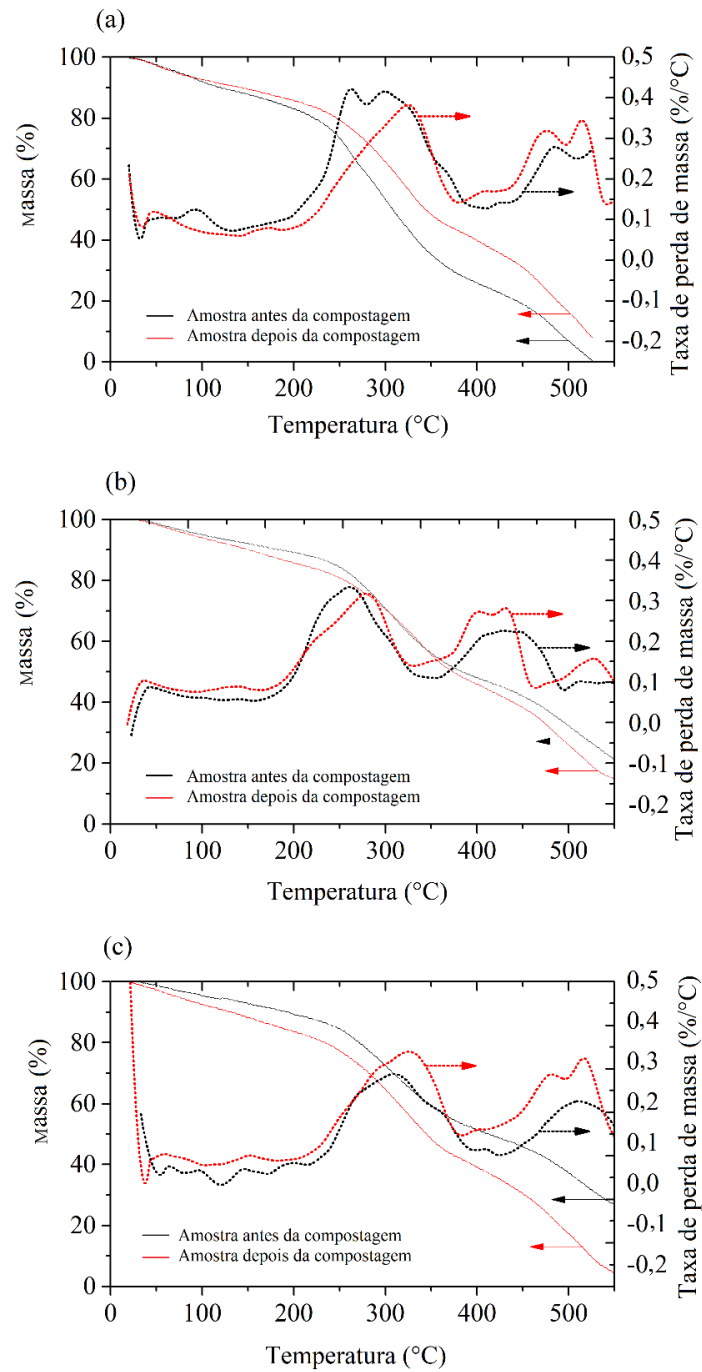 (a)
100
80
60
40
20
0
Massa (%)
0,5
0,4
0,3
0,2
0,1
0,0
-0,1
-0,2
Taxa de perda de massa (%/°C)
Amostra antes da compostagem
Amostra depois da compostagem
0 100 200 300 400 500
Temperatura (°C)
(b)
100
80
60
40
20
0
Massa (%)
0,5
0,4
0,3
0,2
0,1
0,0
-0,1
-0,2
Taxa de perda de massa (%/°C)
Amostra antes da compostagem
Amostra depois da compostagem
0 100 200 300 400 500
Temperatura (°C)
(c)
100
80
60
40
20
0
Massa (%)
0,5
0,4
0,3
0,2
0,1
0,0
-0,1
-0,2
Taxa de perda de massa (%/°C)
Amostra antes da compostagem
Amostra depois da compostagem
0 100 200 300 400 500
Temperatura (°C)